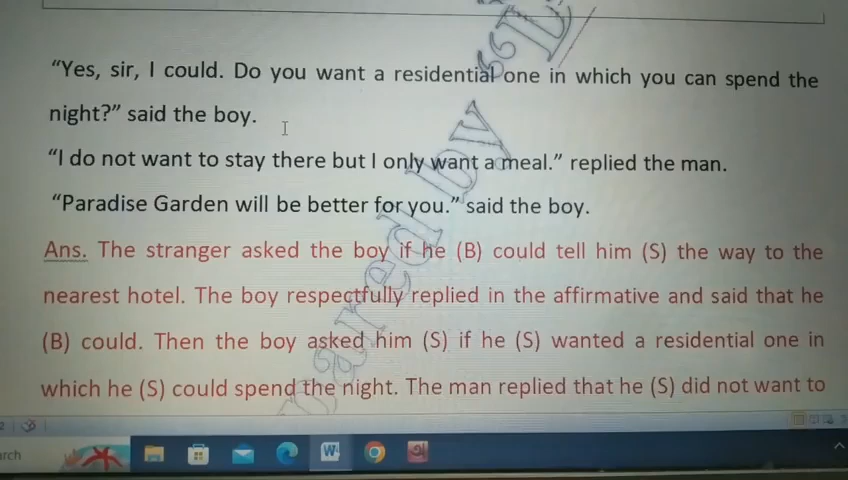 “Yes, sir, I could. Do you want a residential one in which you can spend the
night?” said the boy.
“I do not want to stay there but I only want a meal.” replied the man.
“Paradise Garden will be better for you.” said the boy.
Ans. The stranger asked the boy if he (B) could tell him (S) the way to the
nearest hotel. The boy respectfully replied in the affirmative and said that he
(B) could. Then the boy asked him (S) if he (S) wanted a residential one in
which he (S) could spend the night. The man replied that he (S) did not want to